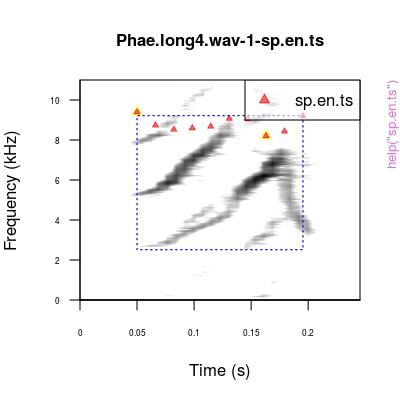 Phae.long4.wav-1-sp.en.ts
sp.en.ts
help("sp.en.ts")
Frequency (kHz)
10
8
6
4
2
0
0 0.05 0.1 0.15 0.2
Time (s)